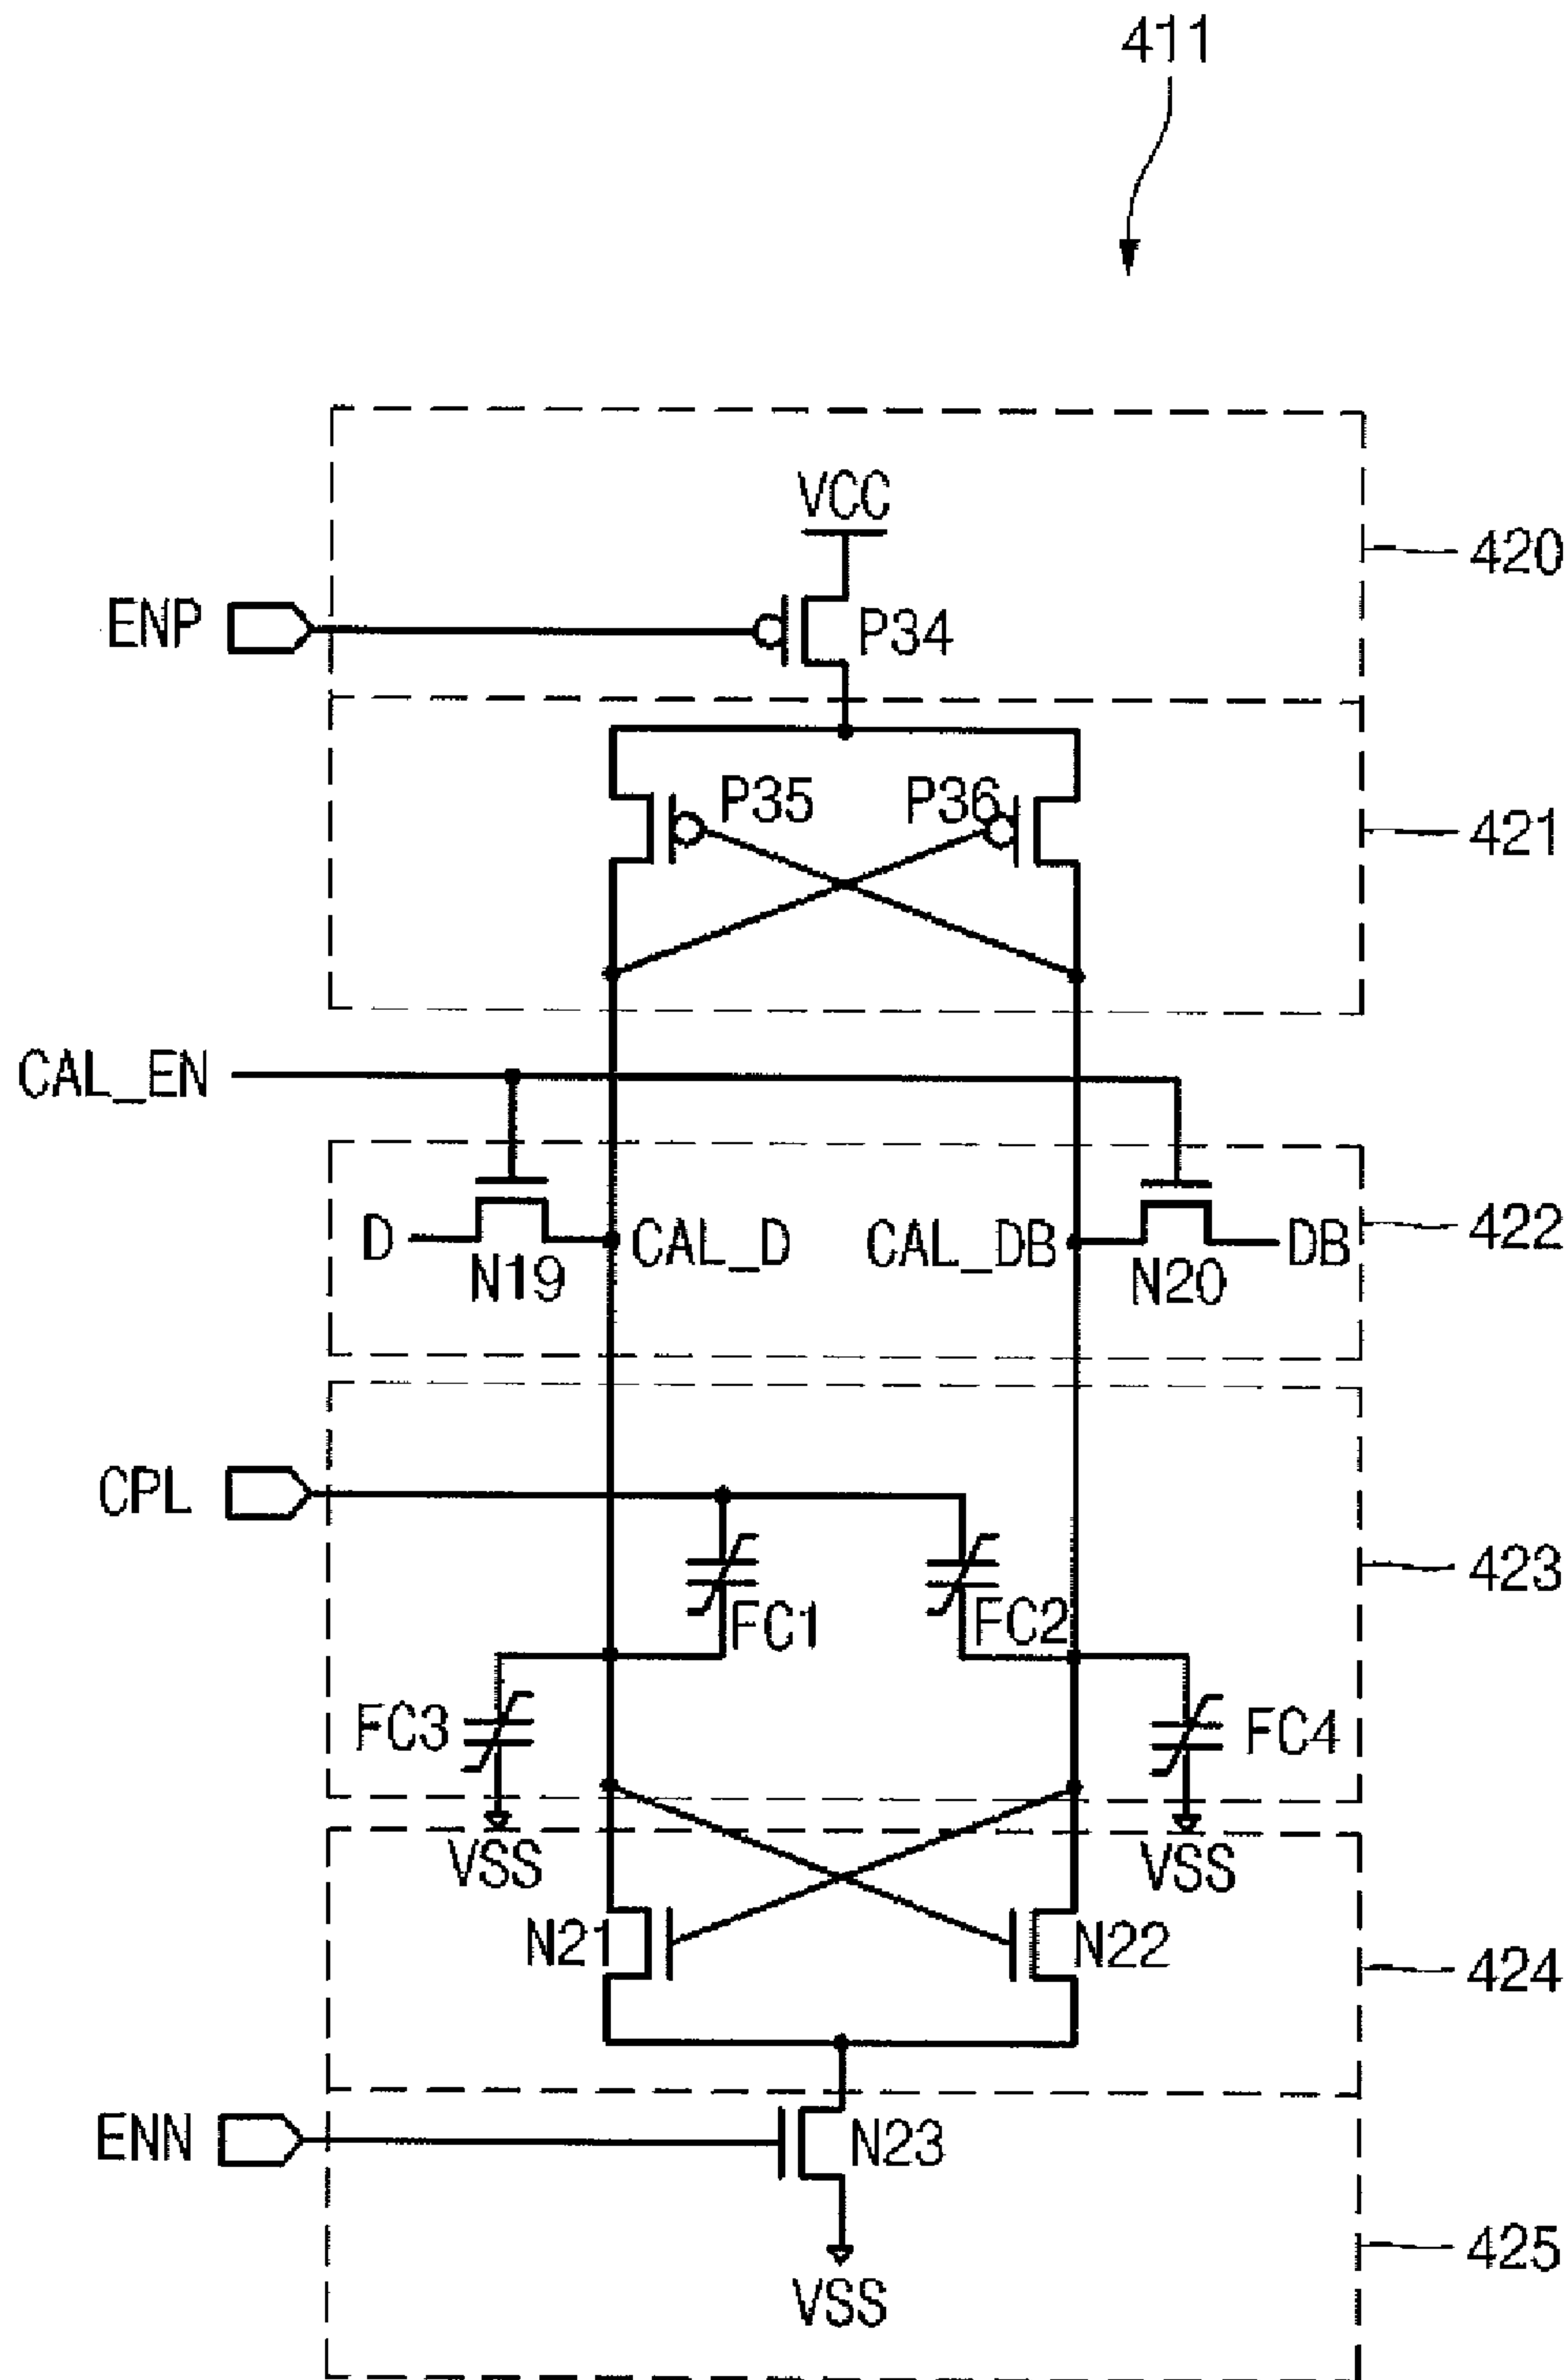 411
VCC
420
ENP
P34
P35
P36
421
CAL_EN
D
CAL_D
CAL_DB
DB
422
N19
N20
CPL
423
FC1
FC2
FC3
FC4
VSS
VSS
N21
N22
424
ENN
N23
425
VSS